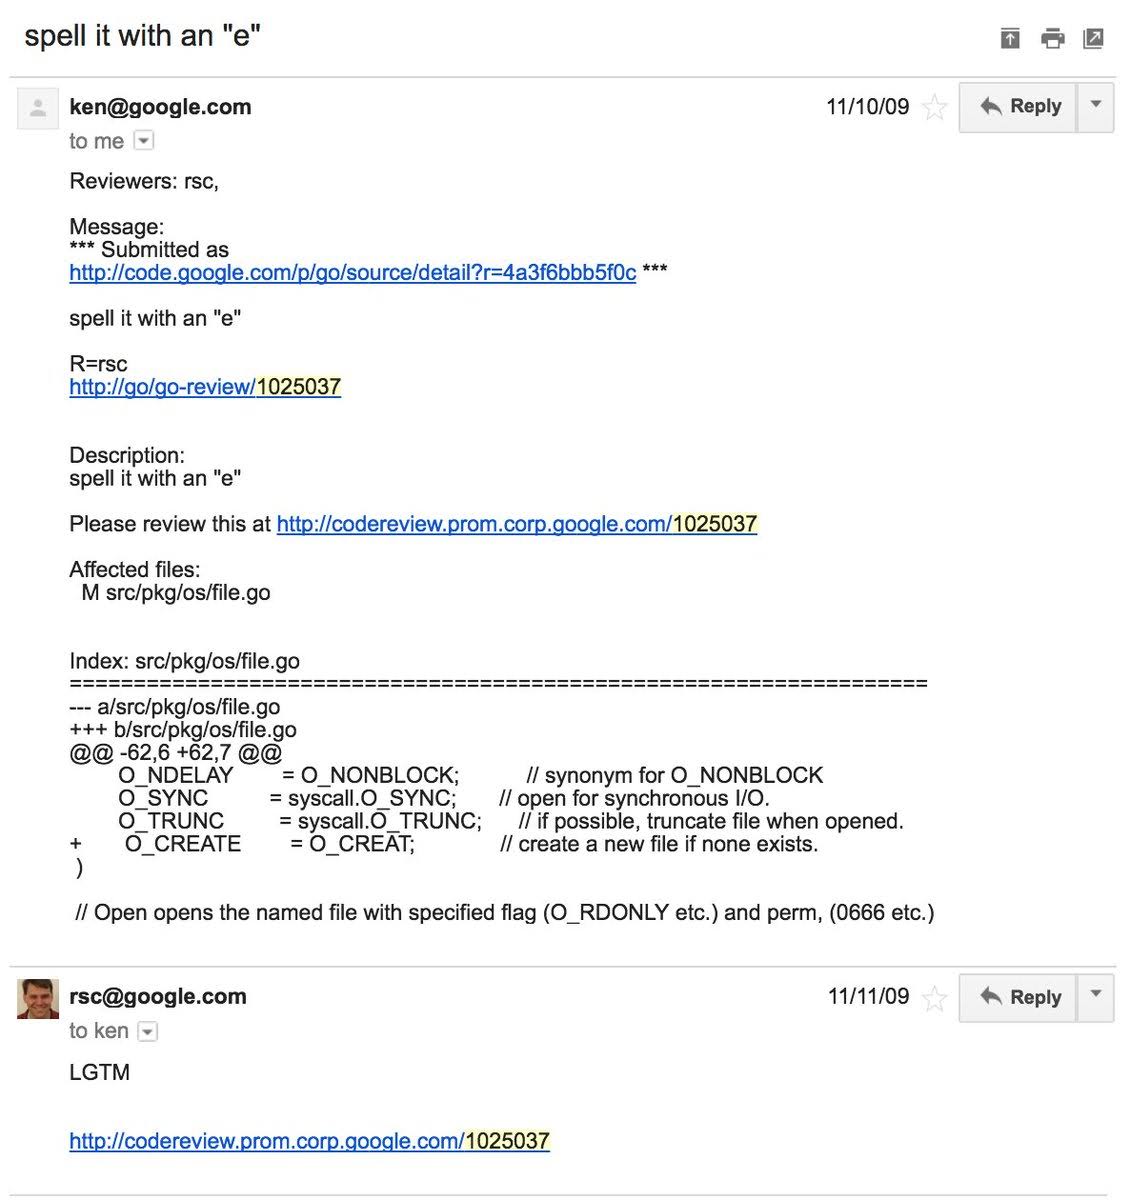 spell it with an "e"
ken@google.com 11/10/09 Reply
to me
Reviewers: rsc,
Message:
*** Submitted as
http://code.google.com/p/go/source/detail?r=4a3f6bbb5f0c ***
spell it with an "e"
R=rsc
http://go/go-review/1025037
Description:
spell it with an "e"
Please review this at http://codereview.prom.corp.google.com/1025037
Affected files:
M src/pkg/os/file.go
Index: src/pkg/os/file.go
===================================================================
--- a/src/pkg/os/file.go
+++ b/src/pkg/os/file.go
@@ -62,6 +62,7 @@
O_NDELAY = O_NONBLOCK; // synonym for O_NONBLOCK
O_SYNC = syscall.O_SYNC; // open for synchronous I/O.
O_TRUNC = syscall.O_TRUNC; // if possible, truncate file when opened.
+ O_CREATE = O_CREAT; // create a new file if none exists.
)
// Open opens the named file with specified flag (O_RDONLY etc.) and perm, (0666 etc.)
rsc@google.com 11/11/09 Reply
to ken
LGTM
http://codereview.prom.corp.google.com/1025037